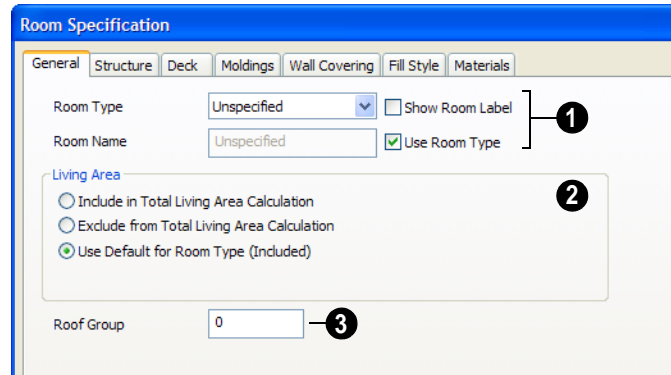 Room Specification
General Structure Deck Moldings Wall Covering Fill Style Materials
Room Type Unspecified Show Room Label
1
Room Name Unspecified Use Room Type
Living Area
2
Include in Total Living Area Calculation
Exclude from Total Living Area Calculation
Use Default for Room Type (Included)
Roof Group 0 3